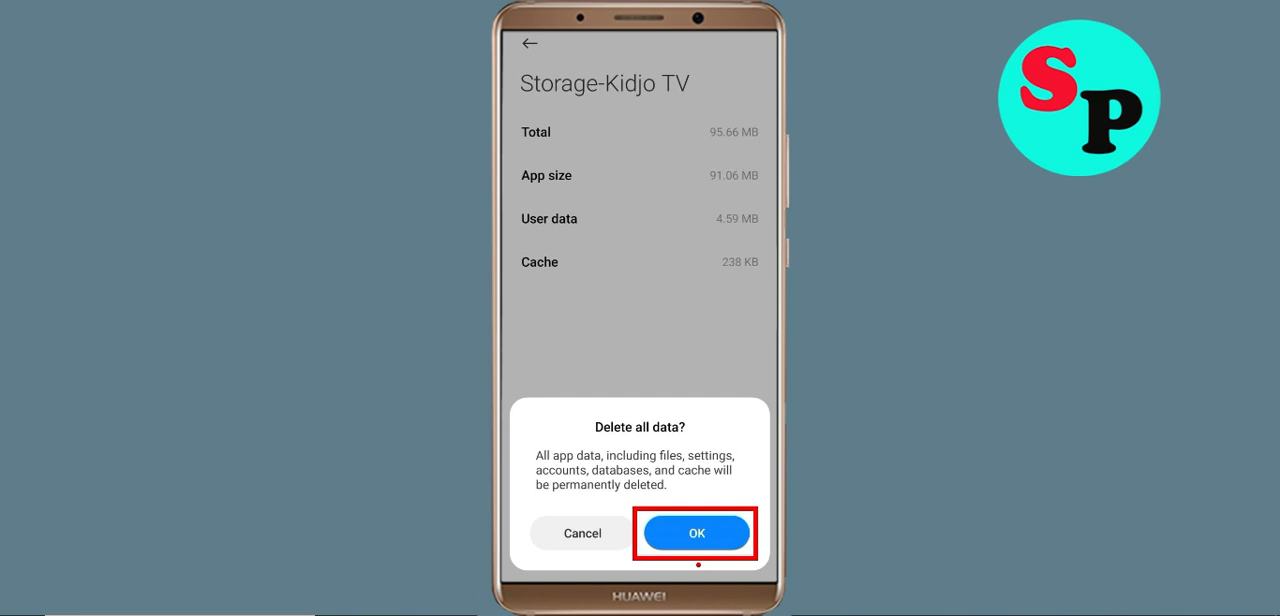 Storage-Kidjo TV
Total 95.66 MB
App size 91.06 MB
User data 4.59 MB
Cache 238 KB
Delete all data?
All app data, including files, settings,
accounts, databases, and cache will
be permanently deleted.
Cancel OK
HUAWEI
S
P